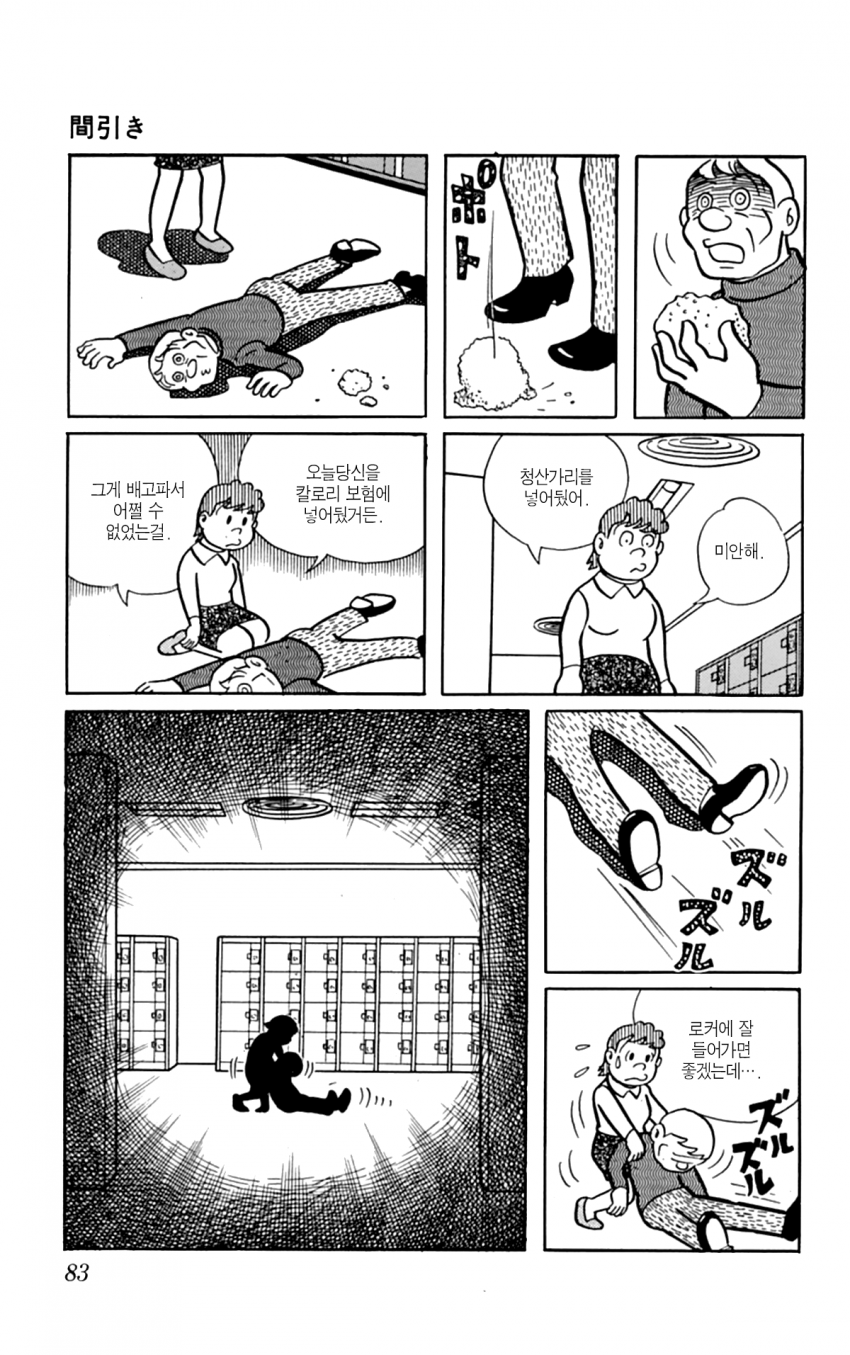 間引き
ポト
청산가리를
넣어뒀어.
미안해.
오늘당신을
칼로리 보험에
넣어뒀거든.
그게 배고파서
어쩔 수
없었는걸.
ズル
ズル
로커에 잘
들어가면
좋겠는데….
ズル
ズル
83